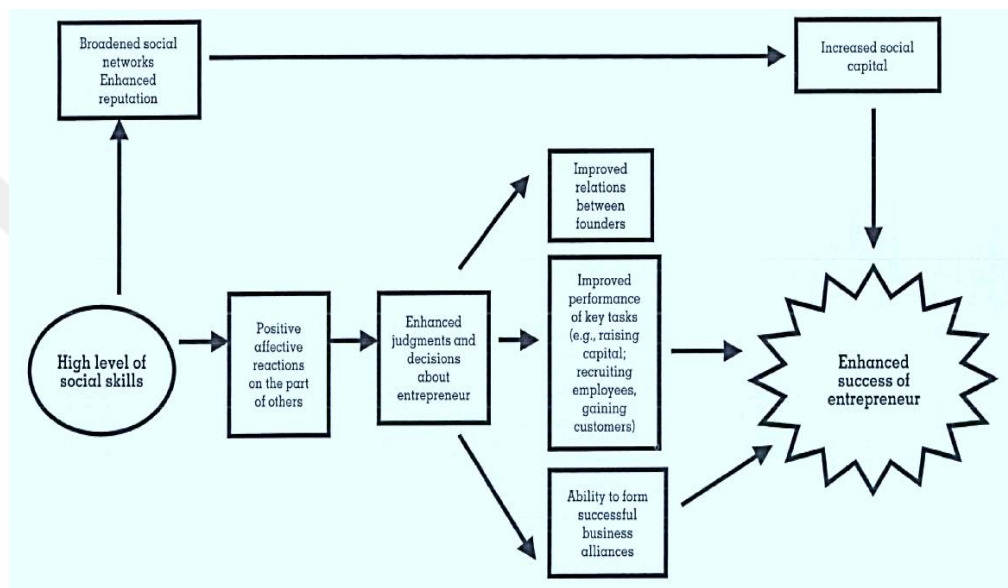 Broadened social
networks
Enhanced
reputation
Increased social
capital
Improved
relations
between
founders
High level of
social skills
Positive
affective
reactions
on the part
of others
Enhanced
judgments and
decisions
about
entrepreneur
Improved
performance
of key tasks
(e.g., raising
capital;
recruiting
employees,
gaining
customers)
Enhanced
success of
entrepreneur
Ability to form
successful
business
alliances